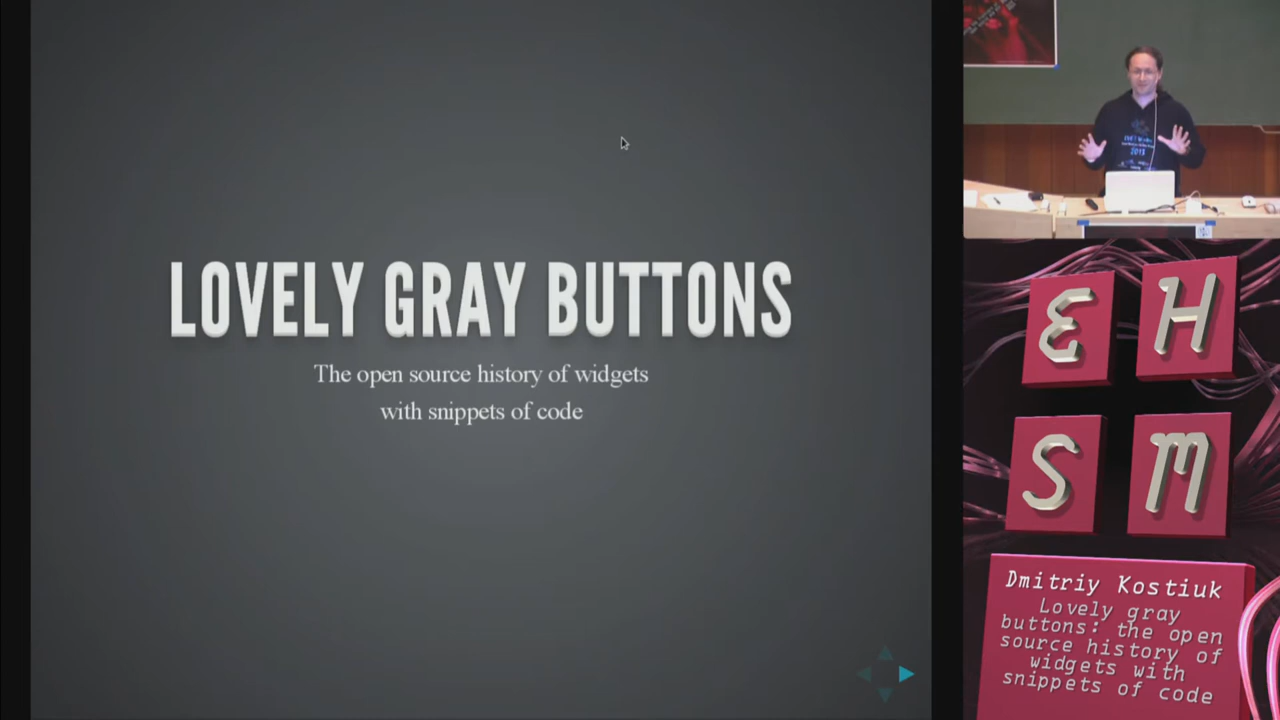 LOVELY GRAY BUTTONS
The open source history of widgets
with snippets of code
2013
E H
S M
Dmitriy Kostiuk
Lovely gray
buttons: the open
source history of
widgets with
snippets of code